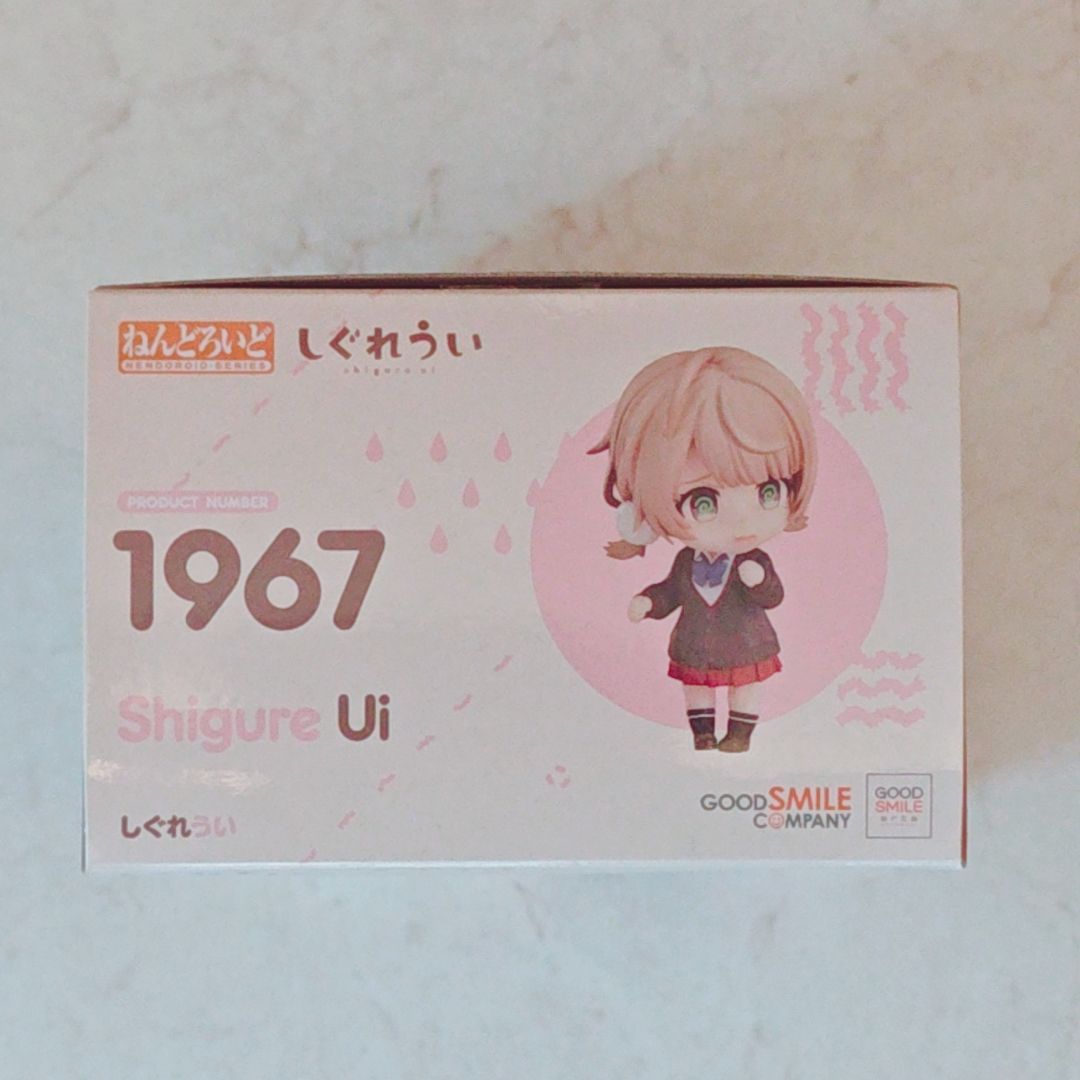 ねんどろいど
NENDOROID SERIES
しぐれうい
shigure ui
PRODUCT NUMBER
1967
Shigure Ui
しぐれうい
GOOD SMILE
COMPANY
GOOD
SMILE